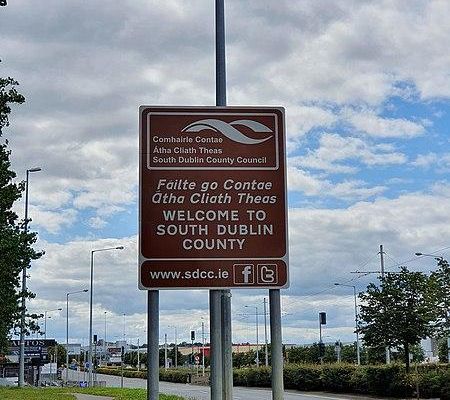 Comhairle Contae
Átha Cliath Theas
South Dublin County Council
Fáilte go Contae
Átha Cliath Theas
WELCOME TO
SOUTH DUBLIN
COUNTY
www.sdcc.ie f t